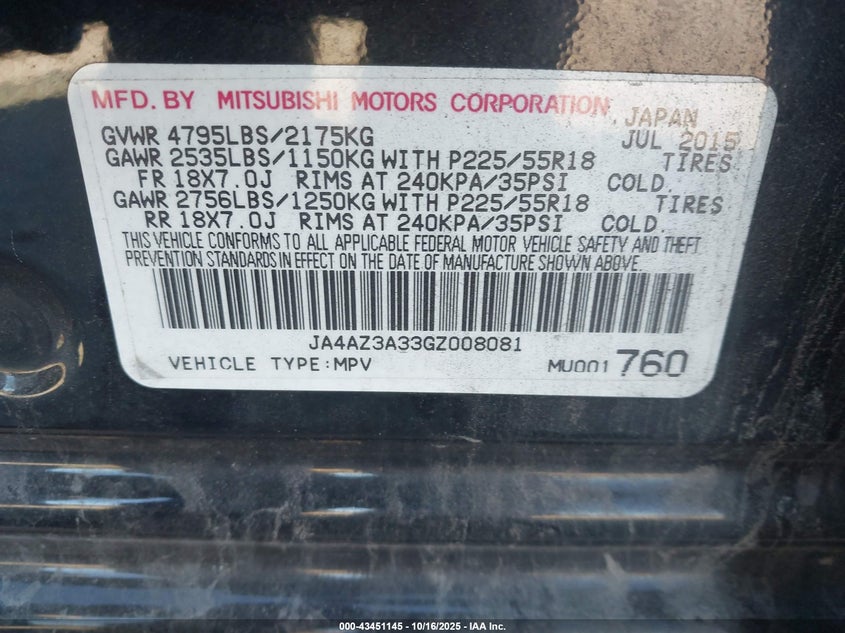 MFD. BY MITSUBISHI MOTORS CORPORATION JAPAN
GVWR 4795LBS/2175KG JUL 2015
GAWR 2535LBS/1150KG WITH P225/55R18 TIRES
FR 18X7.0J RIMS AT 240KPA/35PSI COLD.
GAWR 2756LBS/1250KG WITH P225/55R18 TIRES
RR 18X7.0J RIMS AT 240KPA/35PSI COLD.
THIS VEHICLE CONFORMS TO ALL APPLICABLE FEDERAL MOTOR VEHICLE SAFETY AND THEFT
PREVENTION STANDARDS IN EFFECT ON THE DATE OF MANUFACTURE SHOWN ABOVE.
JA4AZ3A33GZ008081
VEHICLE TYPE:MPV MU001 760
000-43451145 - 10/16/2025 - IAA Inc.